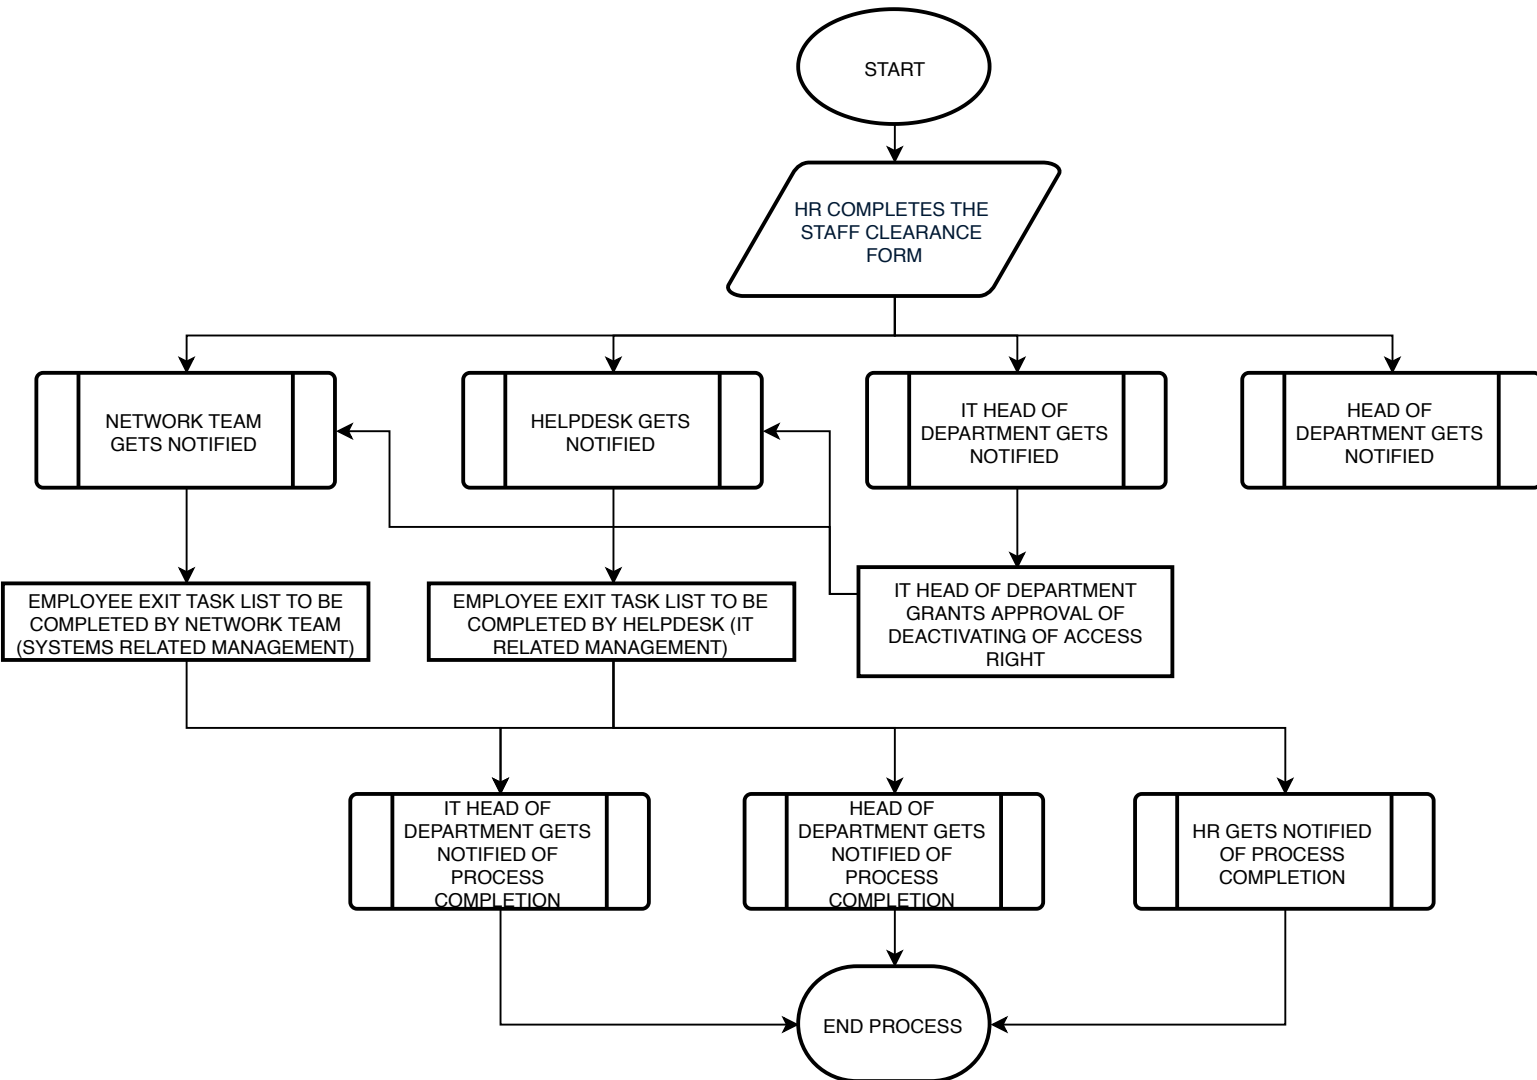 START
HR COMPLETES THE
STAFF CLEARANCE
FORM
NETWORK TEAM
GETS NOTIFIED
HELPDESK GETS
NOTIFIED
IT HEAD OF
DEPARTMENT GETS
NOTIFIED
HEAD OF
DEPARTMENT GETS
NOTIFIED
EMPLOYEE EXIT TASK LIST TO BE
COMPLETED BY NETWORK TEAM
(SYSTEMS RELATED MANAGEMENT)
EMPLOYEE EXIT TASK LIST TO BE
COMPLETED BY HELPDESK (IT
RELATED MANAGEMENT)
IT HEAD OF DEPARTMENT
GRANTS APPROVAL OF
DEACTIVATING OF ACCESS
RIGHT
IT HEAD OF
DEPARTMENT GETS
NOTIFIED OF
PROCESS
COMPLETION
HEAD OF
DEPARTMENT GETS
NOTIFIED OF
PROCESS
COMPLETION
HR GETS NOTIFIED
OF PROCESS
COMPLETION
END PROCESS